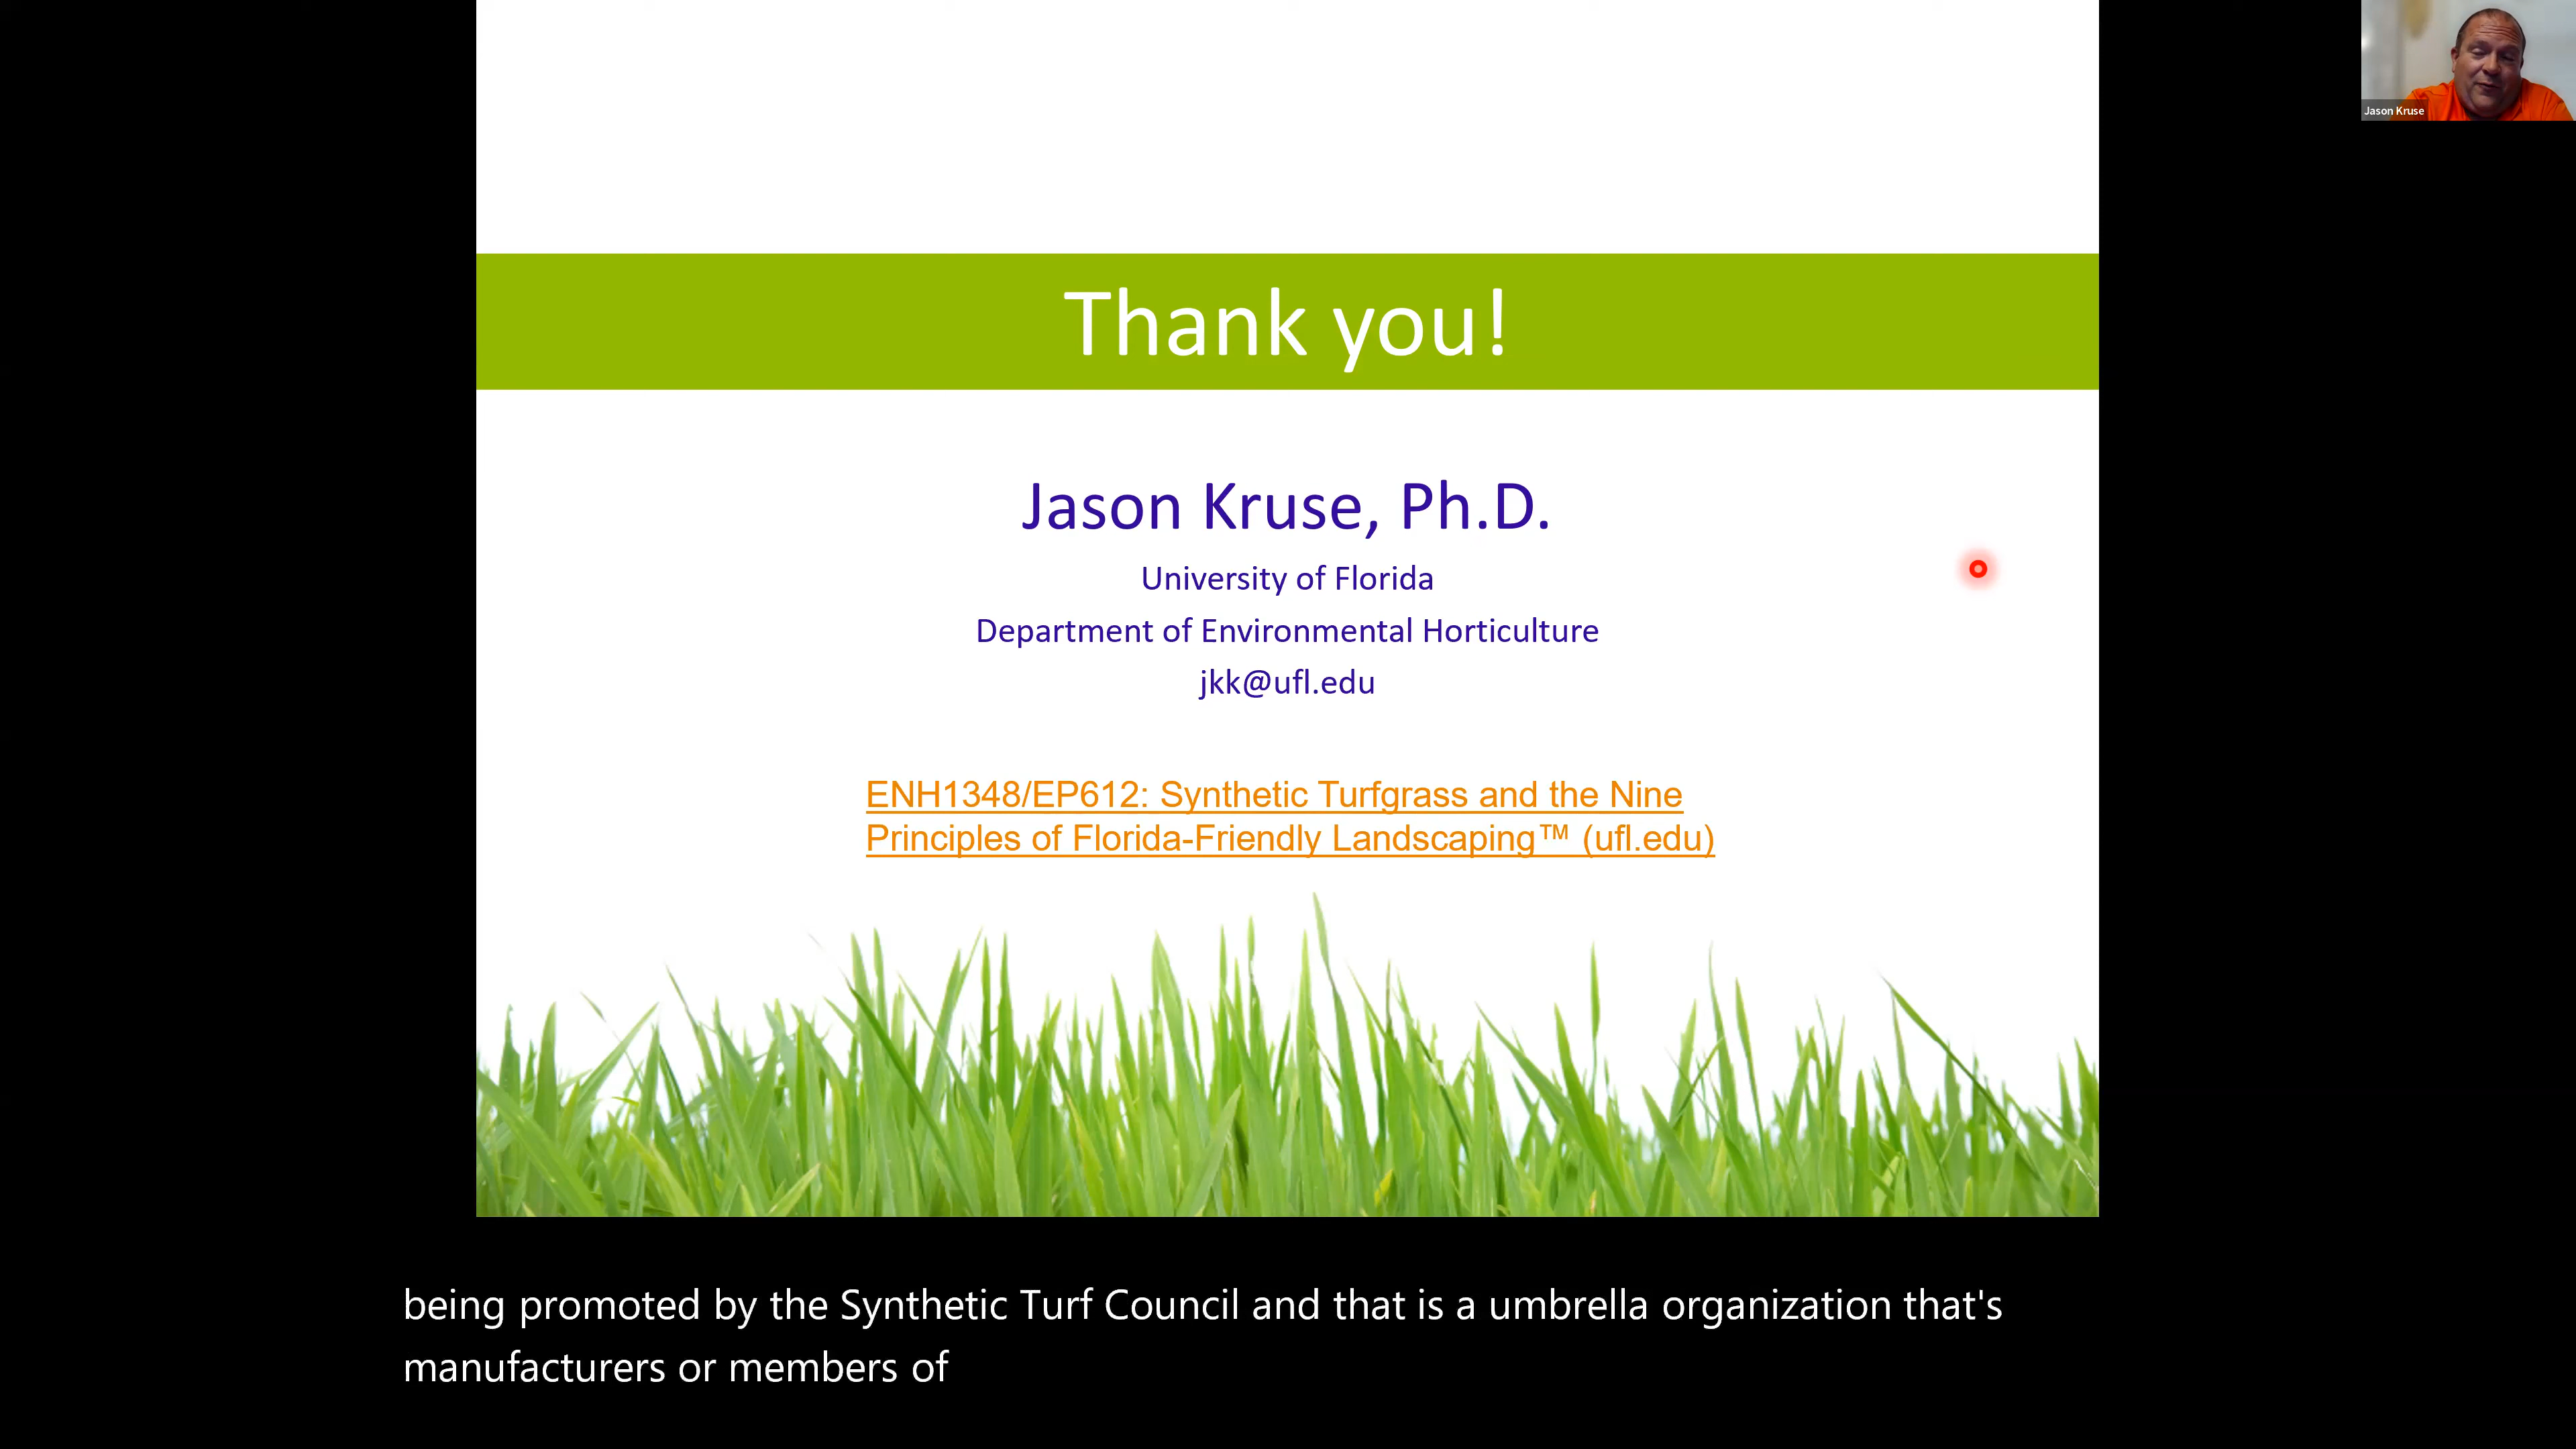 Jason Kruse
Thank you!
Jason Kruse, Ph.D.
University of Florida
Department of Environmental Horticulture
jkk@ufl.edu
ENH1348/EP612: Synthetic Turfgrass and the Nine
Principles of Florida-Friendly Landscaping™ (ufl.edu)
being promoted by the Synthetic Turf Council and that is a umbrella organization that's
manufacturers or members of